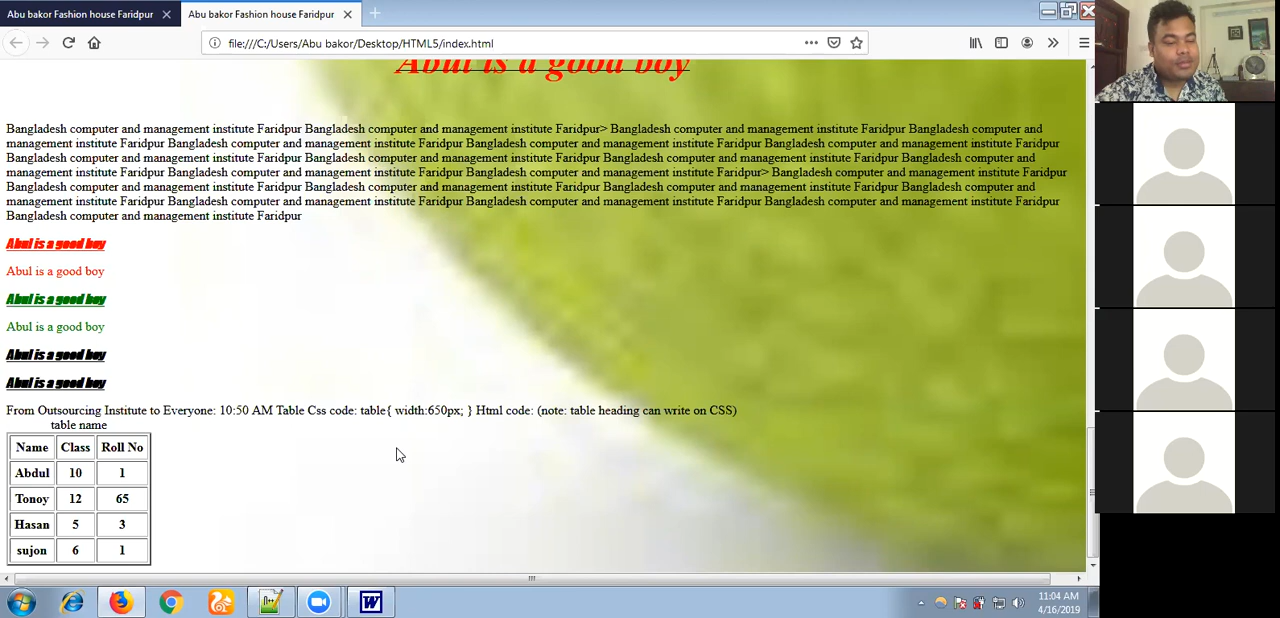 Abu bakor Fashion house Faridpur
Abu bakor Fashion house Faridpur
file:///C:/Users/Abu bakor/Desktop/HTML5/index.html
Abul is a good boy
Bangladesh computer and management institute Faridpur Bangladesh computer and management institute Faridpur> Bangladesh computer and management institute Faridpur Bangladesh computer and
management institute Faridpur Bangladesh computer and management institute Faridpur Bangladesh computer and management institute Faridpur Bangladesh computer and management institute Faridpur
Bangladesh computer and management institute Faridpur Bangladesh computer and management institute Faridpur Bangladesh computer and management institute Faridpur Bangladesh computer and
management institute Faridpur Bangladesh computer and management institute Faridpur Bangladesh computer and management institute Faridpur> Bangladesh computer and management institute Faridpur
Bangladesh computer and management institute Faridpur Bangladesh computer and management institute Faridpur Bangladesh computer and management institute Faridpur Bangladesh computer and
management institute Faridpur Bangladesh computer and management institute Faridpur Bangladesh computer and management institute Faridpur Bangladesh computer and management institute Faridpur
Bangladesh computer and management institute Faridpur
Abul is a good boy
Abul is a good boy
Abul is a good boy
Abul is a good boy
Abul is a good boy
Abul is a good boy
From Outsourcing Institute to Everyone: 10:50 AM Table Css code: table{ width:650px; } Html code: (note: table heading can write on CSS)
table name
Name Class Roll No
Abdul 10 1
Tonoy 12 65
Hasan 5 3
sujon 6 1
11:04 AM
4/16/2019